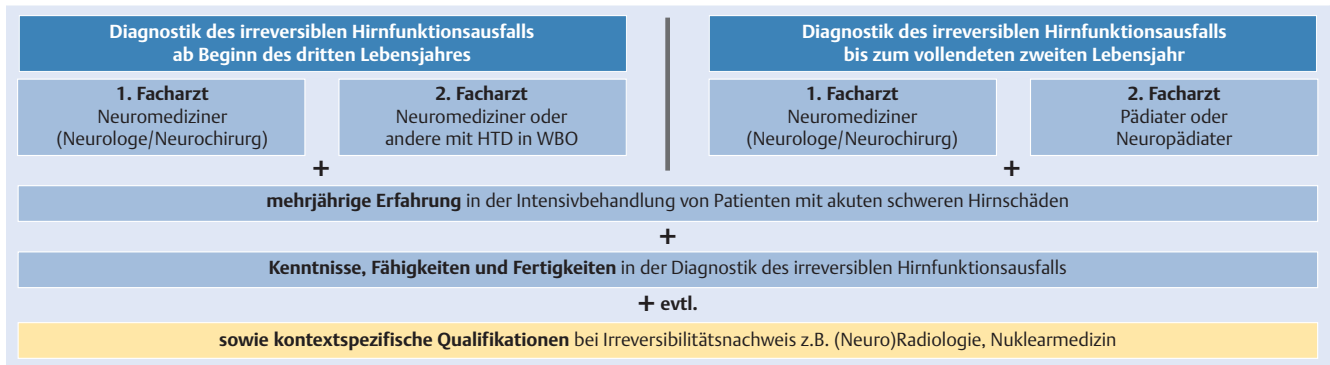 Diagnostik des irreversiblen Hirnfunktionsausfalls
ab Beginn des dritten Lebensjahres
1. Facharzt
Neuromediziner
(Neurologe/Neurochirurg)
2. Facharzt
Neuromediziner oder
andere mit HTD in WBO
+
Diagnostik des irreversiblen Hirnfunktionsausfalls
bis zum vollendeten zweiten Lebensjahr
1. Facharzt
Neuromediziner
(Neurologe/Neurochirurg)
2. Facharzt
Pädiater oder
Neuropädiater
+
mehrjährige Erfahrung in der Intensivbehandlung von Patienten mit akuten schweren Hirnschäden
+
Kenntnisse, Fähigkeiten und Fertigkeiten in der Diagnostik des irreversiblen Hirnfunktionsausfalls
+ evtl.
sowie kontextspezifische Qualifikationen bei Irreversibilitätsnachweis z.B. (Neuro)Radiologie, Nuklearmedizin